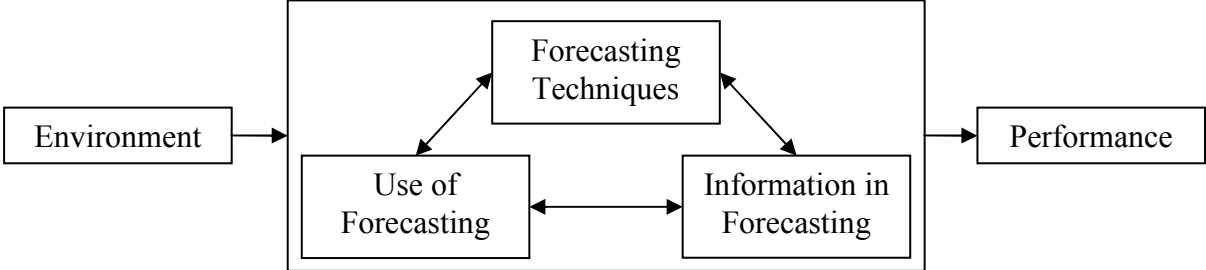 Forecasting
Techniques
Environment
Performance
Use of
Forecasting
Information in
Forecasting